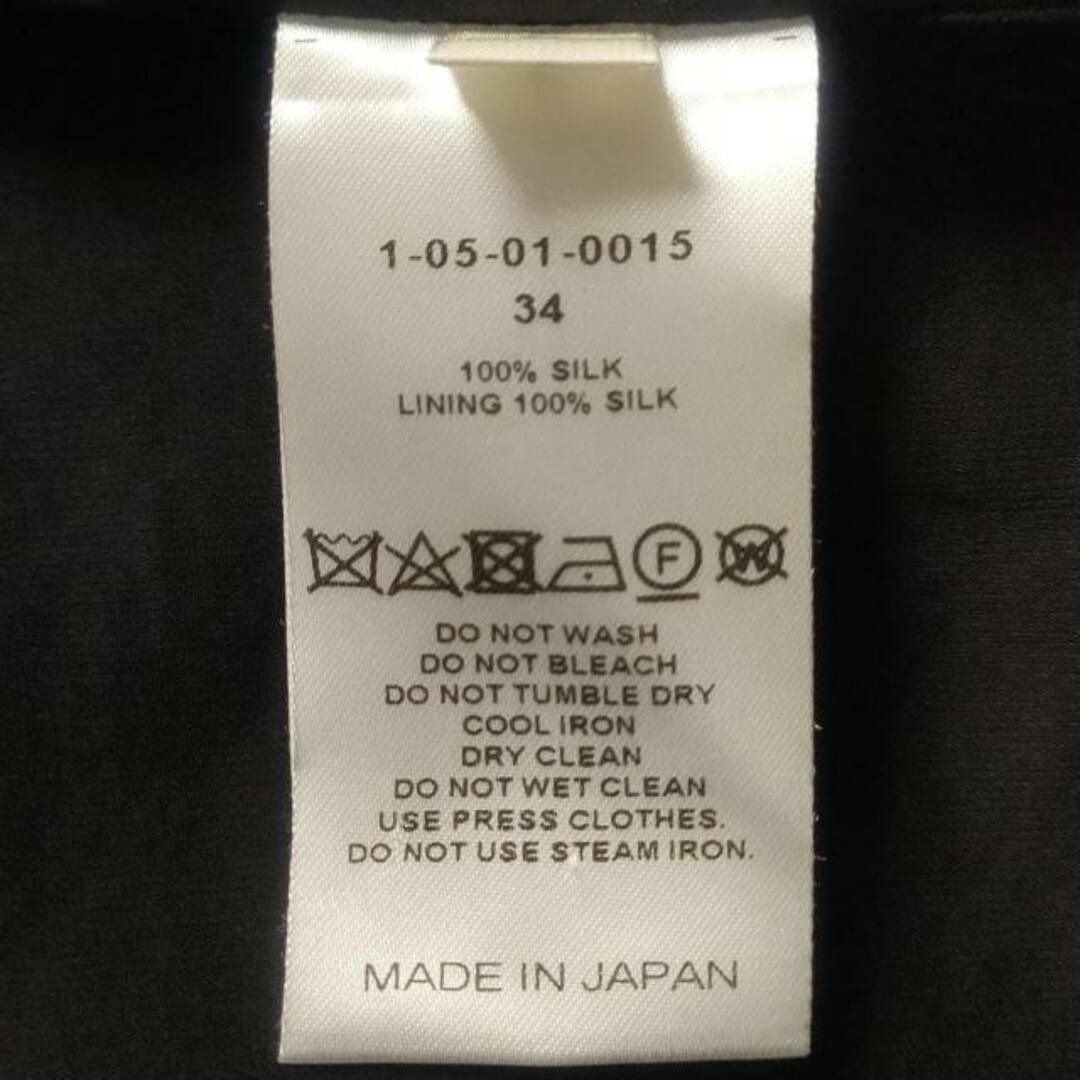 1-05-01-0015
34
100% SILK
LINING 100% SILK
F W
DO NOT WASH
DO NOT BLEACH
DO NOT TUMBLE DRY
COOL IRON
DRY CLEAN
DO NOT WET CLEAN
USE PRESS CLOTHES.
DO NOT USE STEAM IRON.
MADE IN JAPAN